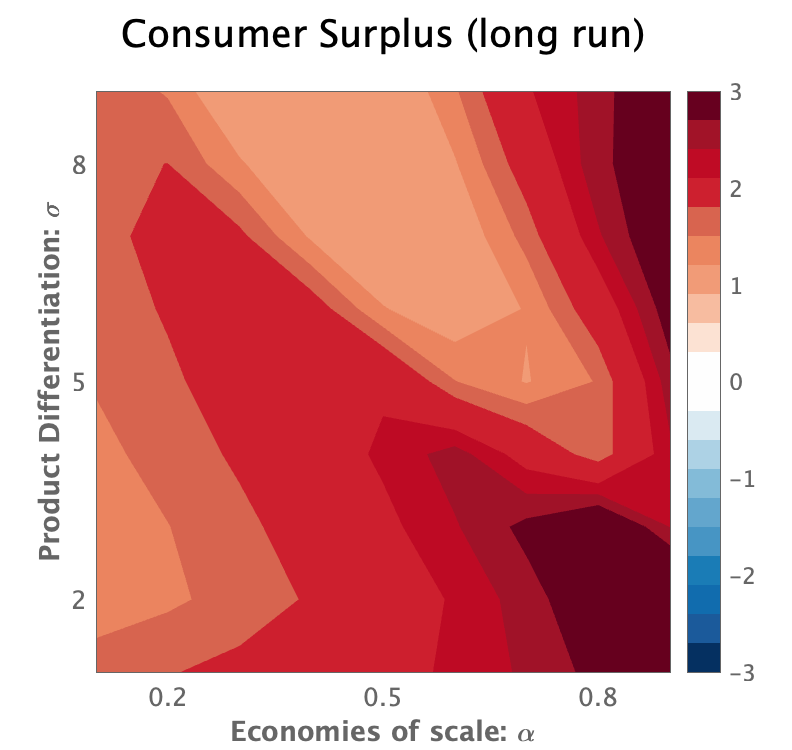 Consumer Surplus (long run)
Product Differentiation: σ
8
5
2
0.2 0.5 0.8
Economies of scale: α
3
2
1
0
−1
−2
−3